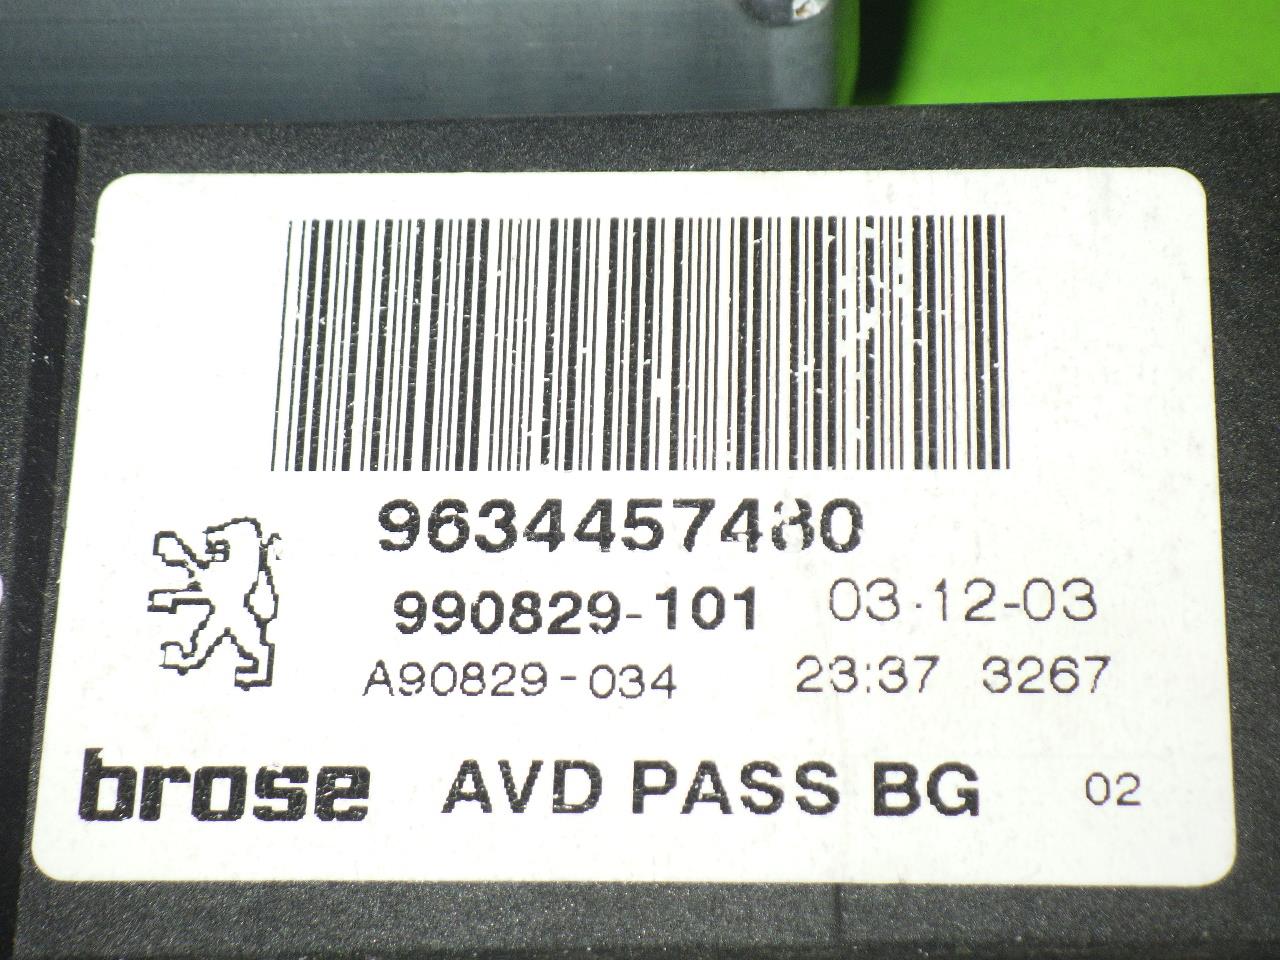 9634457480
990829-101 03·12-03
A90829-034 23:37 3267
brose AVD PASS BG 02